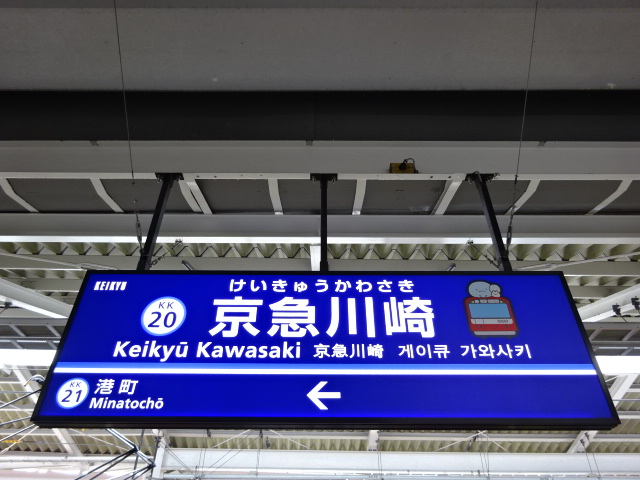 KEIKYU
けいきゅうかわさき
KK
20
京急川崎
Keikyū Kawasaki 京急川崎 게이큐 가와사키
KK
21
港町
Minatochō
←